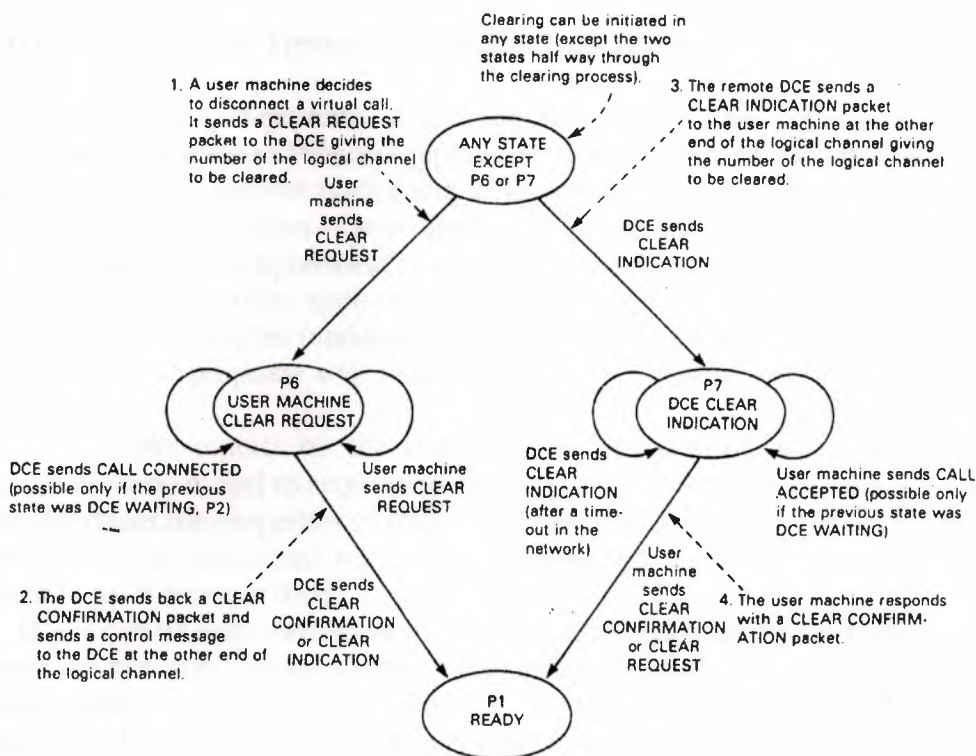 Clearing can be initiated in
any state (except the two
states half way through
the clearing process).
1. A user machine decides
to disconnect a virtual call.
It sends a CLEAR REQUEST
packet to the DCE giving the
number of the logical channel
to be cleared.
3. The remote DCE sends a
CLEAR INDICATION packet
to the user machine at the other
end of the logical channel giving
the number of the logical channel
to be cleared.
ANY STATE
EXCEPT
P6 or P7
User
machine
sends
CLEAR
REQUEST
DCE sends
CLEAR
INDICATION
P6
USER MACHINE
CLEAR REQUEST
P7
DCE CLEAR
INDICATION
DCE sends CALL CONNECTED
(possible only if the previous
state was DCE WAITING, P2)
User machine
sends CLEAR
REQUEST
DCE sends
CLEAR
INDICATION
(after a time-
out in the
network)
User machine sends CALL
ACCEPTED (possible only
if the previous state was
DCE WAITING)
2. The DCE sends back a CLEAR
CONFIRMATION packet and
sends a control message
to the DCE at the other end of
the logical channel.
DCE sends
CLEAR
CONFIRMATION
or CLEAR
INDICATION
User
machine
sends
CLEAR
CONFIRMATION
or CLEAR
REQUEST
4. The user machine responds
with a CLEAR CONFIRM-
ATION packet.
P1
READY